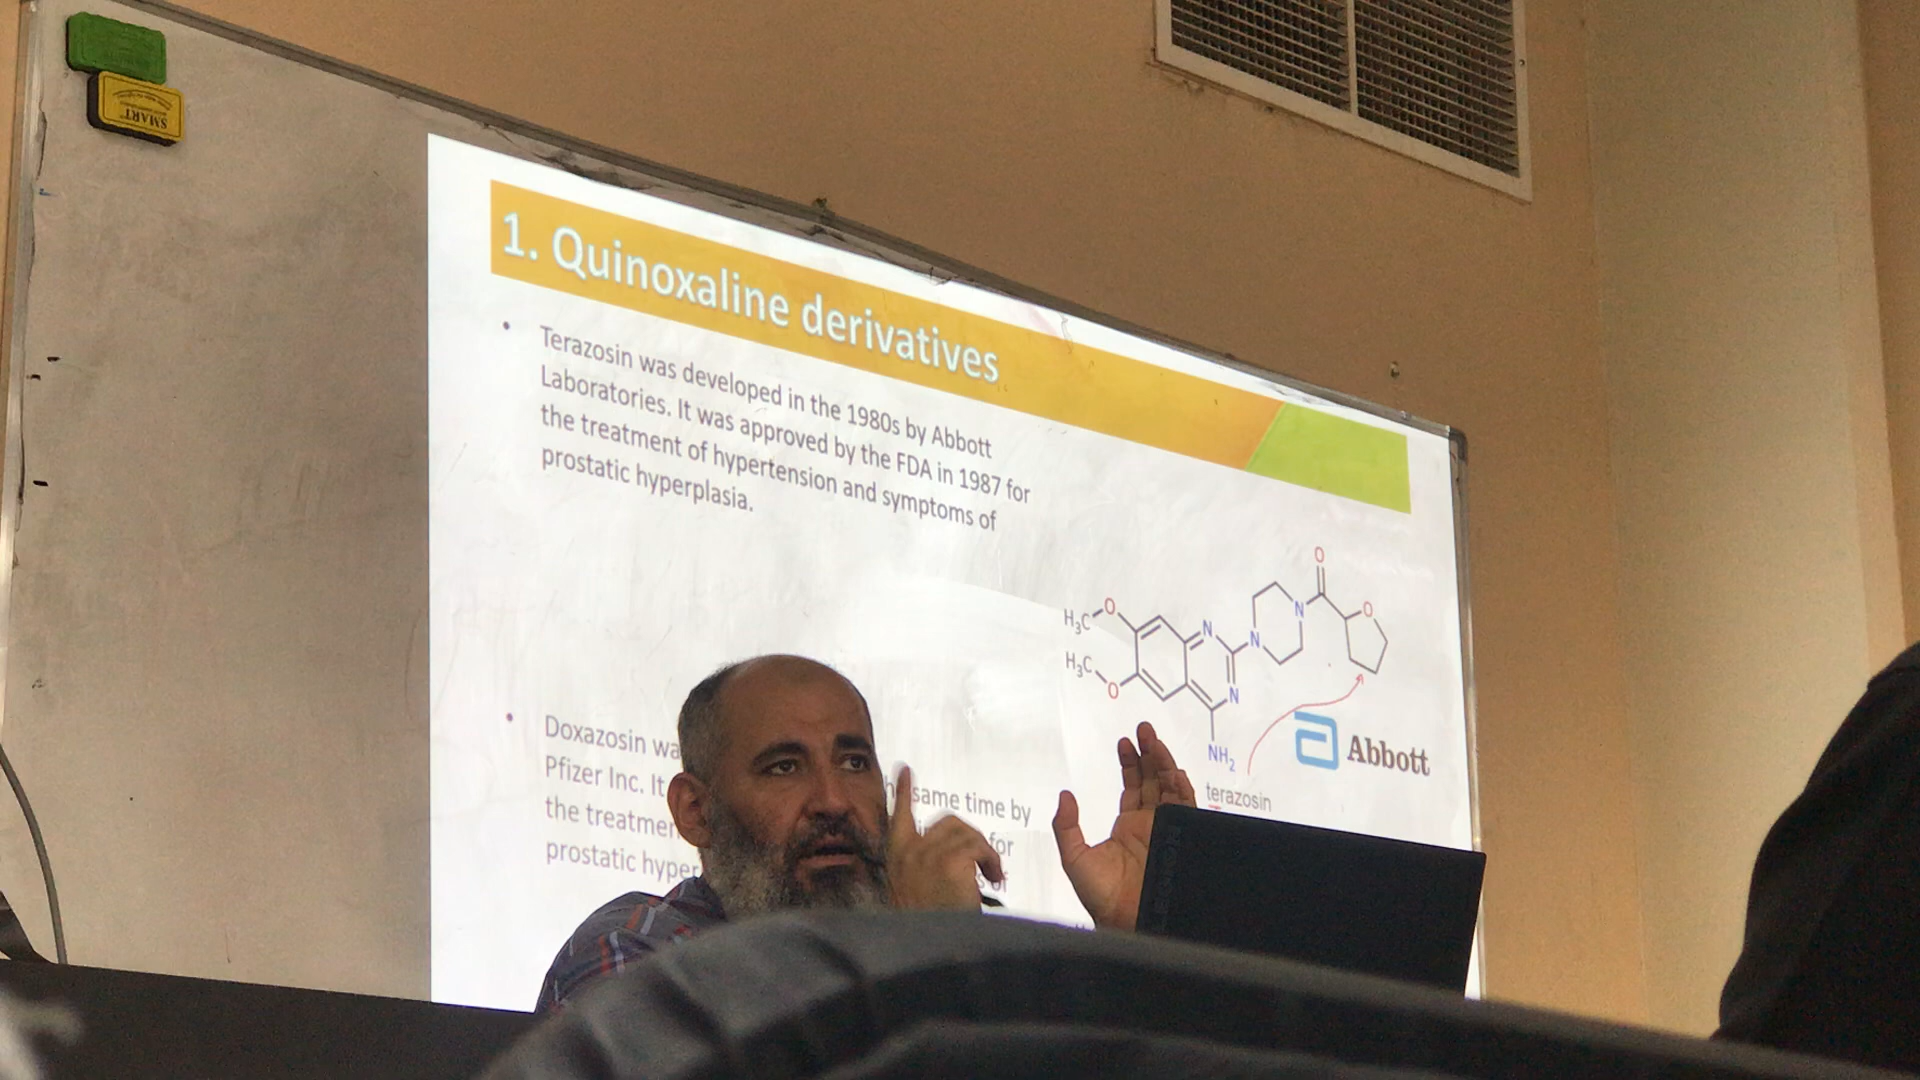 SMART
1. Quinoxaline derivatives
• Terazosin was developed in the 1980s by Abbott
Laboratories. It was approved by the FDA in 1987 for
the treatment of hypertension and symptoms of
prostatic hyperplasia.
O
H₃C O N N O
H₃C O N N
NH₂
Abbott
terazosin
• Doxazosin wa same time by
Pfizer Inc. It for
the treatmen of
prostatic hyper